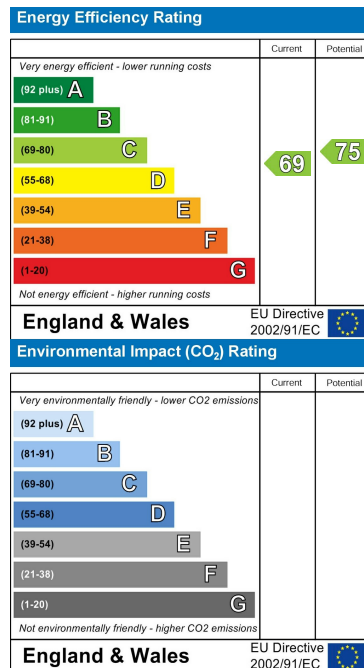 Energy Efficiency Rating
Current Potential
Very energy efficient - lower running costs
(92 plus) A
(81-91) B
(69-80) C
(55-68) D
(39-54) E
(21-38) F
(1-20) G
69 75
Not energy efficient - higher running costs
England & Wales
EU Directive
2002/91/EC
Environmental Impact (CO₂) Rating
Current Potential
Very environmentally friendly - lower CO2 emissions
(92 plus) A
(81-91) B
(69-80) C
(55-68) D
(39-54) E
(21-38) F
(1-20) G
Not environmentally friendly - higher CO2 emissions
England & Wales
EU Directive
2002/91/EC